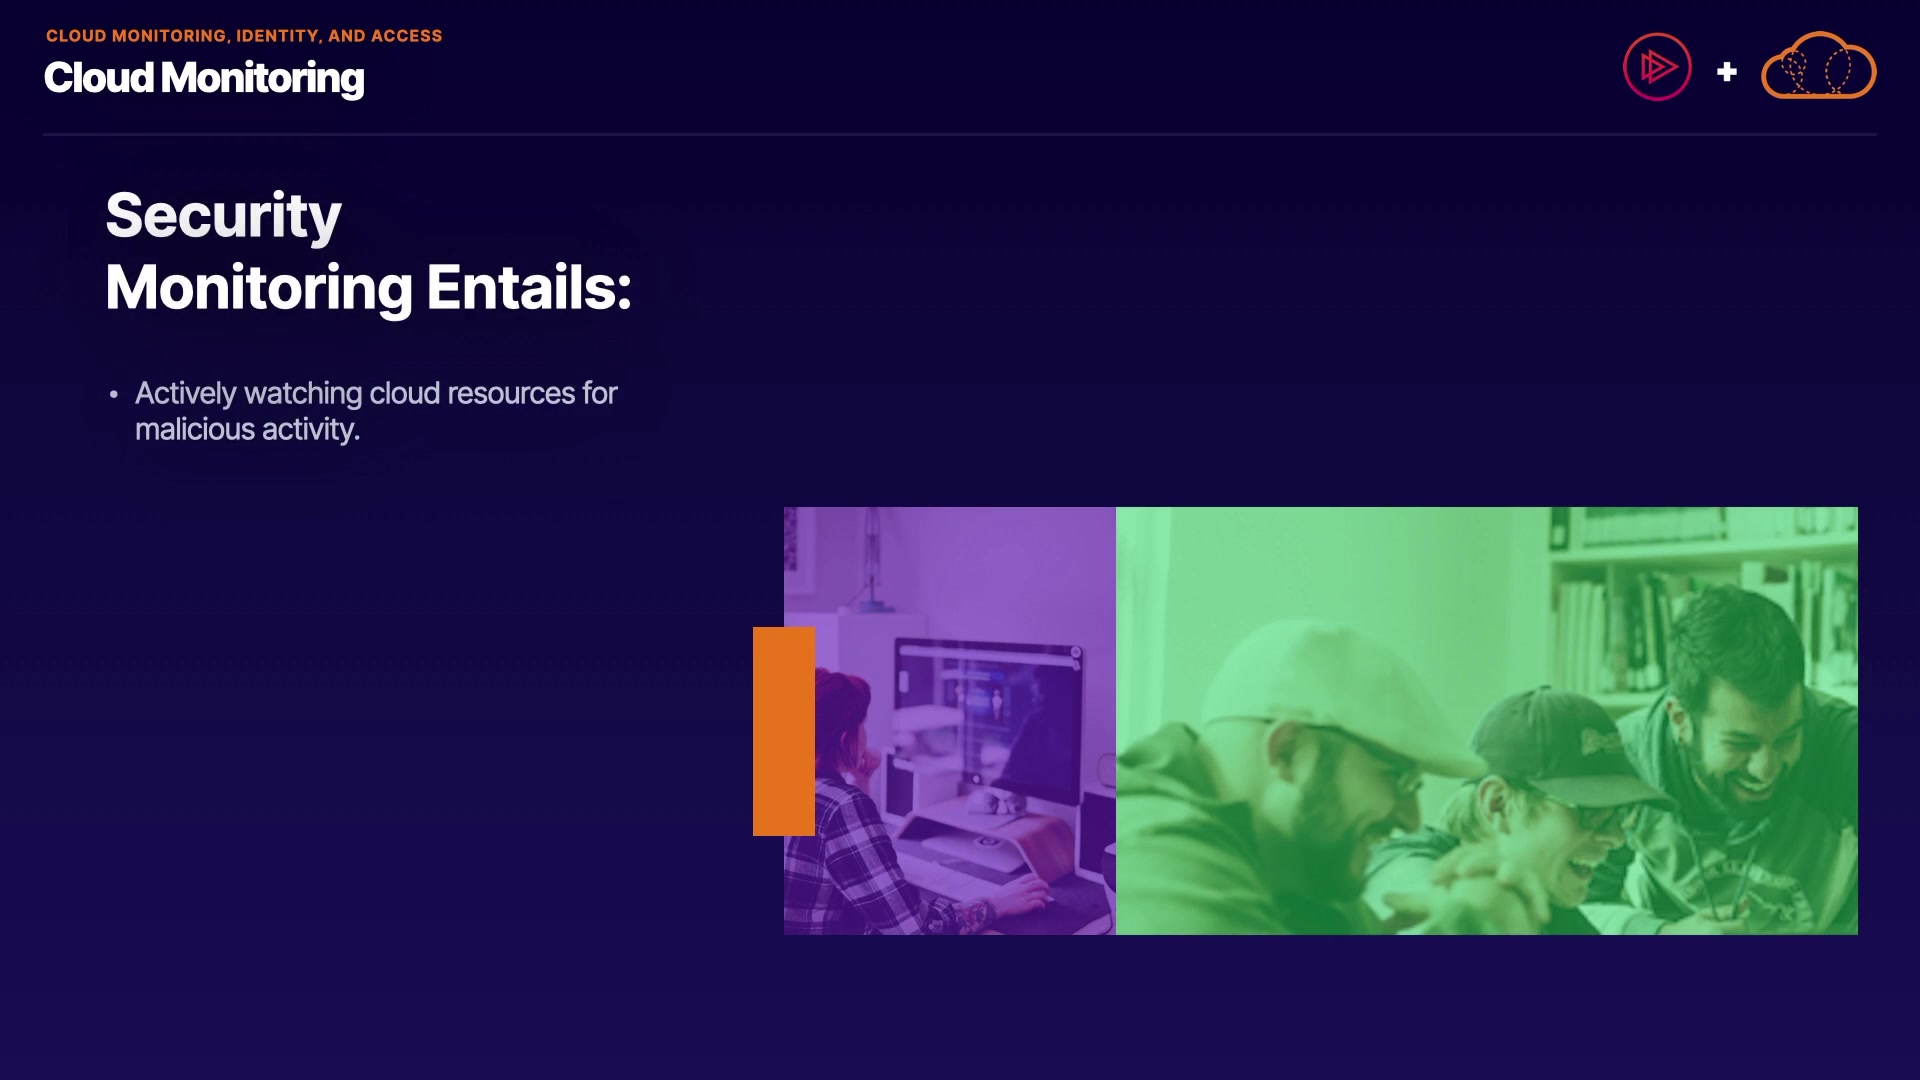 CLOUD MONITORING, IDENTITY, AND ACCESS
Cloud Monitoring
+
Security
Monitoring Entails:
• Actively watching cloud resources for
malicious activity.